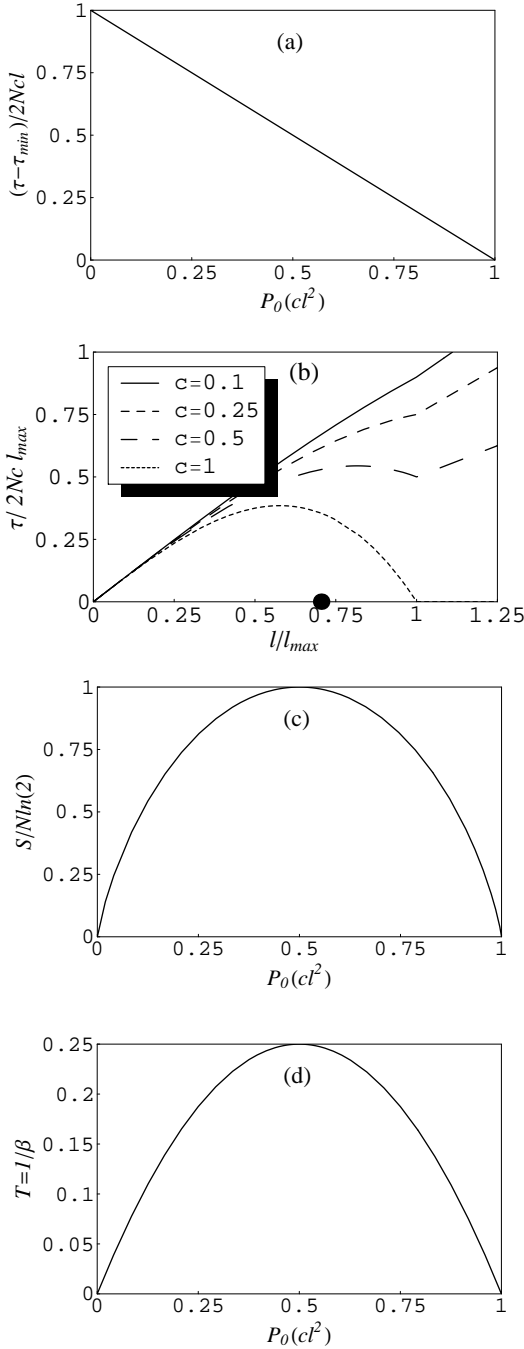 (a)
1
0.75
0.5
0.25
0
(τ−τmin)/2Ncl
0 0.25 0.5 0.75 1
P0(cl²)
(b)
1
0.75
0.5
0.25
0
τ/ 2Nc lmax
c=0.1
c=0.25
c=0.5
c=1
0 0.25 0.5 0.75 1 1.25
l/lmax
(c)
1
0.75
0.5
0.25
0
S/Nln(2)
0 0.25 0.5 0.75 1
P0(cl²)
(d)
0.25
0.2
0.15
0.1
0.05
0
T=1/β
0 0.25 0.5 0.75 1
P0(cl²)